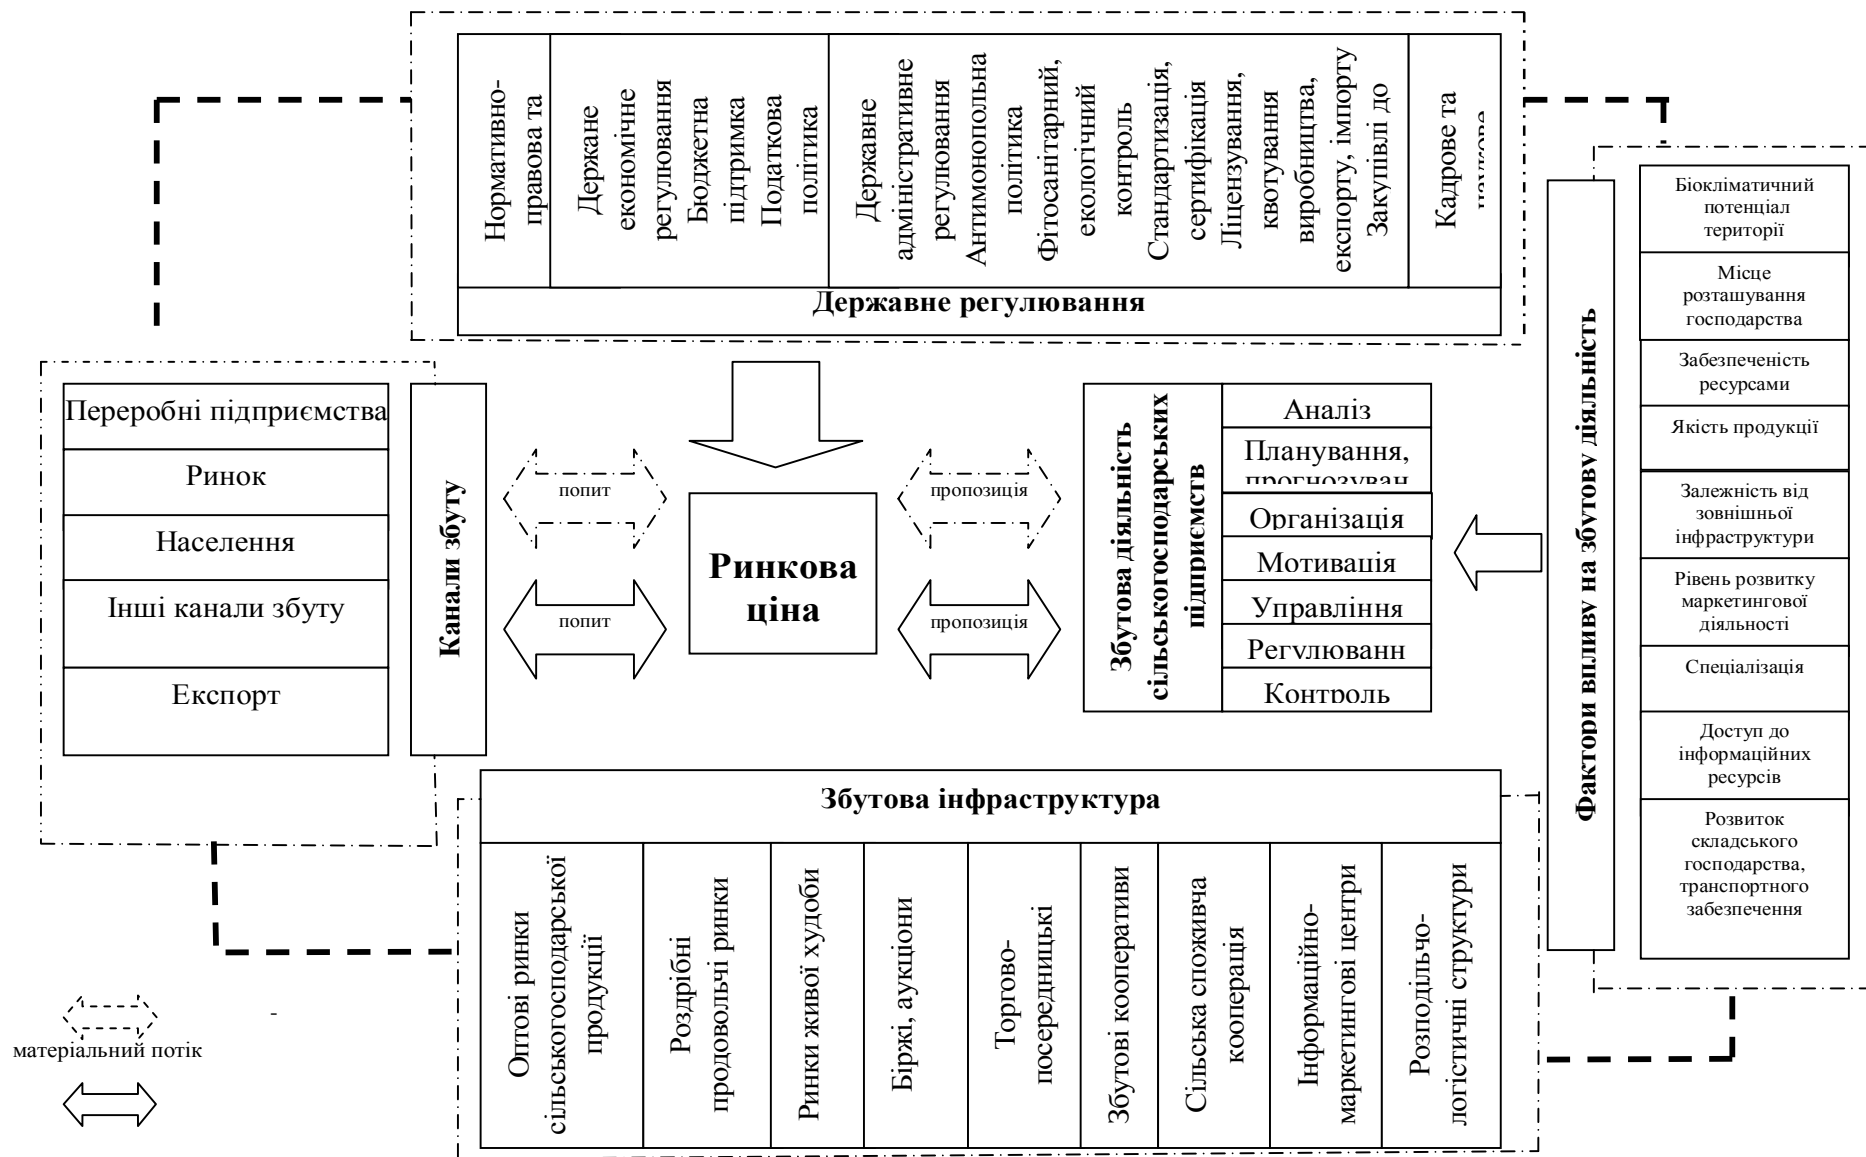 Нормативно-
правова та
Держане
економічне
регулювання
Бюджетна
підтримка
Податкова
політика
Державне
адміністративне
регулювання
Антимонопольна
політика
Фітосанітарний,
екологічний
контроль
Стандартизація,
сертифікація
Ліцензування,
квотування
виробництва,
експорту, імпорту
Закупівлі до
Кадрове та
наукове
Державне регулювання
Переробні підприємства
Ринок
Населення
Інші канали збуту
Експорт
Канали збуту
попит
попит
Ринкова
ціна
пропозиція
пропозиція
Збутова діяльність
сільськогосподарських
підприємств
Аналіз
Планування,
прогнозуван
Організація
Мотивація
Управління
Регулюванн
Контроль
Фактори впливу на збутову діяльність
Біокліматичний
потенціал
території
Місце
розташування
господарства
Забезпеченість
ресурсами
Якість продукції
Залежність від
зовнішньої
інфраструктури
Рівень розвитку
маркетингової
діяльності
Спеціалізація
Доступ до
інформаційних
ресурсів
Розвиток
складського
господарства,
транспортного
забезпечення
Збутова інфраструктура
Оптові ринки
сільськогосподарської
продукції
Роздрібні
продовольчі ринки
Ринки живої худоби
Біржі, аукціони
Торгово-
посередницькі
Збутові кооперативи
Сільська споживча
кооперація
Інформаційно-
маркетингові центри
Розподільчо-
логістичні структури
-
матеріальний потік